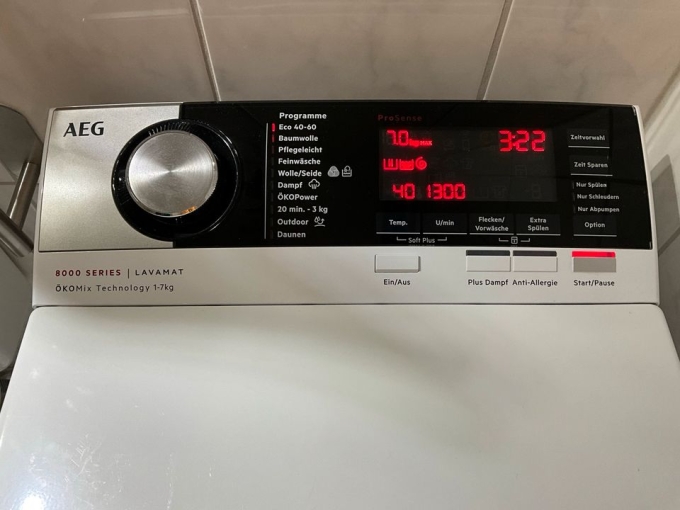 AEG
Programme
Eco 40-60
Baumwolle
Pflegeleicht
Feinwäsche
Wolle/Seide
Dampf
ÖKOPower
20 min. - 3 kg
Outdoor
Daunen
ProSense
7.0 kg MAX 3:22
40 1300
Temp. U/min Flecken/ Vorwäsche Extra Spülen
Soft Plus
Zeitvorwahl
Zeit Sparen
Nur Spülen
Nur Schleudern
Nur Abpumpen
Option
8000 SERIES | LAVAMAT
ÖKOMix Technology 1-7kg
Ein/Aus Plus Dampf Anti-Allergie Start/Pause